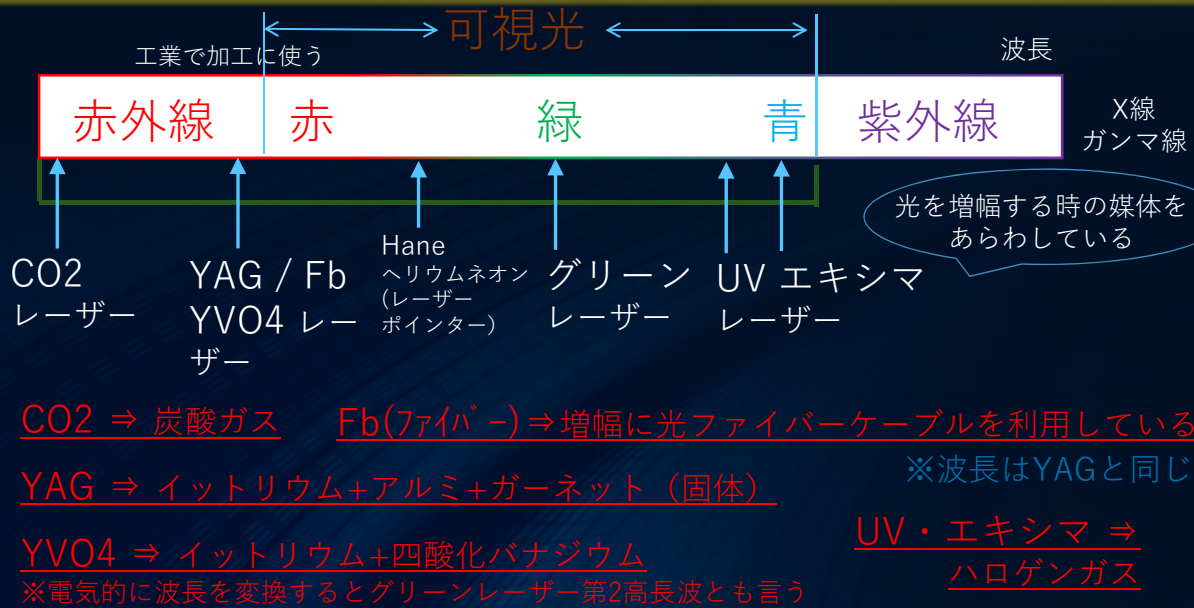 可視光
工業で加工に使う
波長
赤外線 赤 緑 青 紫外線
X線
ガンマ線
光を増幅する時の媒体を
あらわしている
CO2
レーザー
YAG / Fb
YVO4 レー
ザー
Hane
ヘリウムネオン
(レーザー
ポインター)
グリーン
レーザー
UV エキシマ
レーザー
CO2 ⇒ 炭酸ガス
Fb(ﾌｧｲﾊﾞｰ)⇒増幅に光ファイバーケーブルを利用している
※波長はYAGと同じ
YAG ⇒ イットリウム+アルミ+ガーネット（固体）
YVO4 ⇒ イットリウム+四酸化バナジウム
※電気的に波長を変換するとグリーンレーザー第2高長波とも言う
UV・エキシマ ⇒
ハロゲンガス